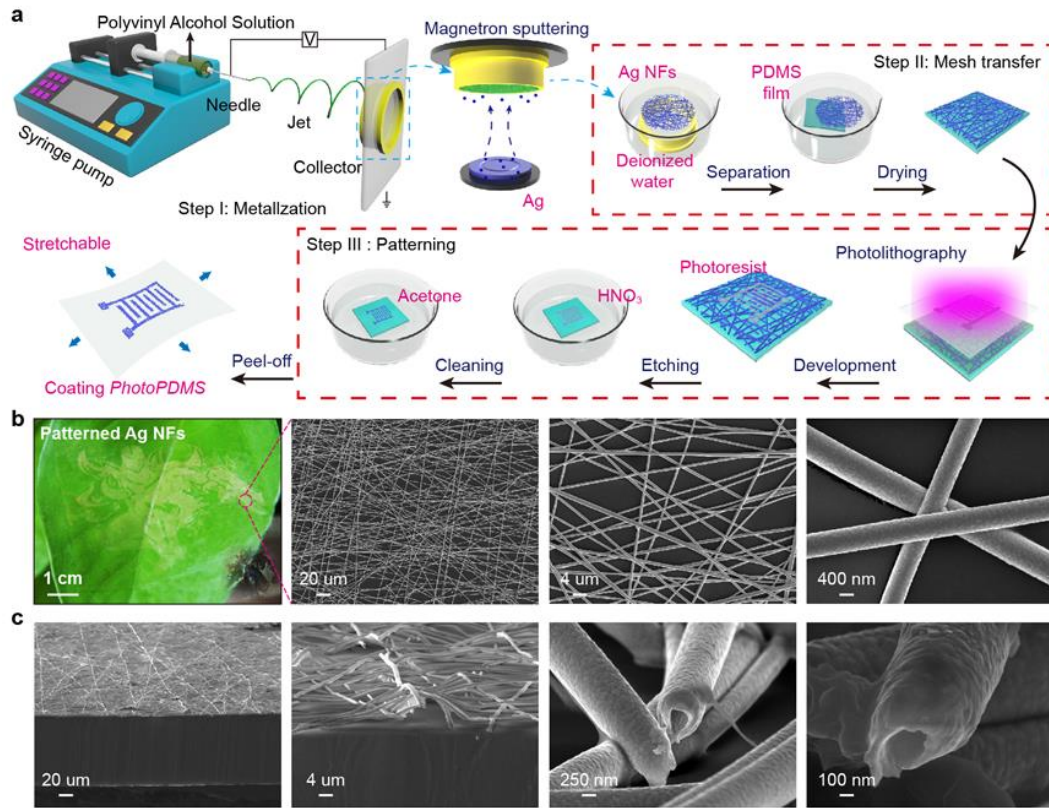 a
Polyvinyl Alcohol Solution
V
Needle
Jet
Syringe pump
Collector
Step I: Metallzation
Magnetron sputtering
Ag
Step II: Mesh transfer
Ag NFs
Deionized
water
Separation
PDMS
film
Drying
Photolithography
Step III : Patterning
Photoresist
Development
HNO₃
Etching
Acetone
Cleaning
Peel-off
Stretchable
Coating PhotoPDMS
b
Patterned Ag NFs
1 cm
20 um
4 um
400 nm
c
20 um
4 um
250 nm
100 nm